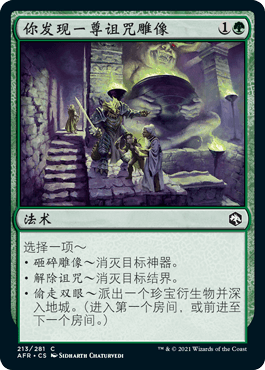 你发现一尊诅咒雕像 1
法术
选择一项～
• 砸碎雕像～消灭目标神器。
• 解除诅咒～消灭目标结界。
• 偷走双眼～派出一个珍宝衍生物并深
入地城。（进入第一个房间，或前进至
下一个房间。）
213/281 C
AFR • CS SIDHARTH CHATURVEDI
™ & © 2021 Wizards of the Coast